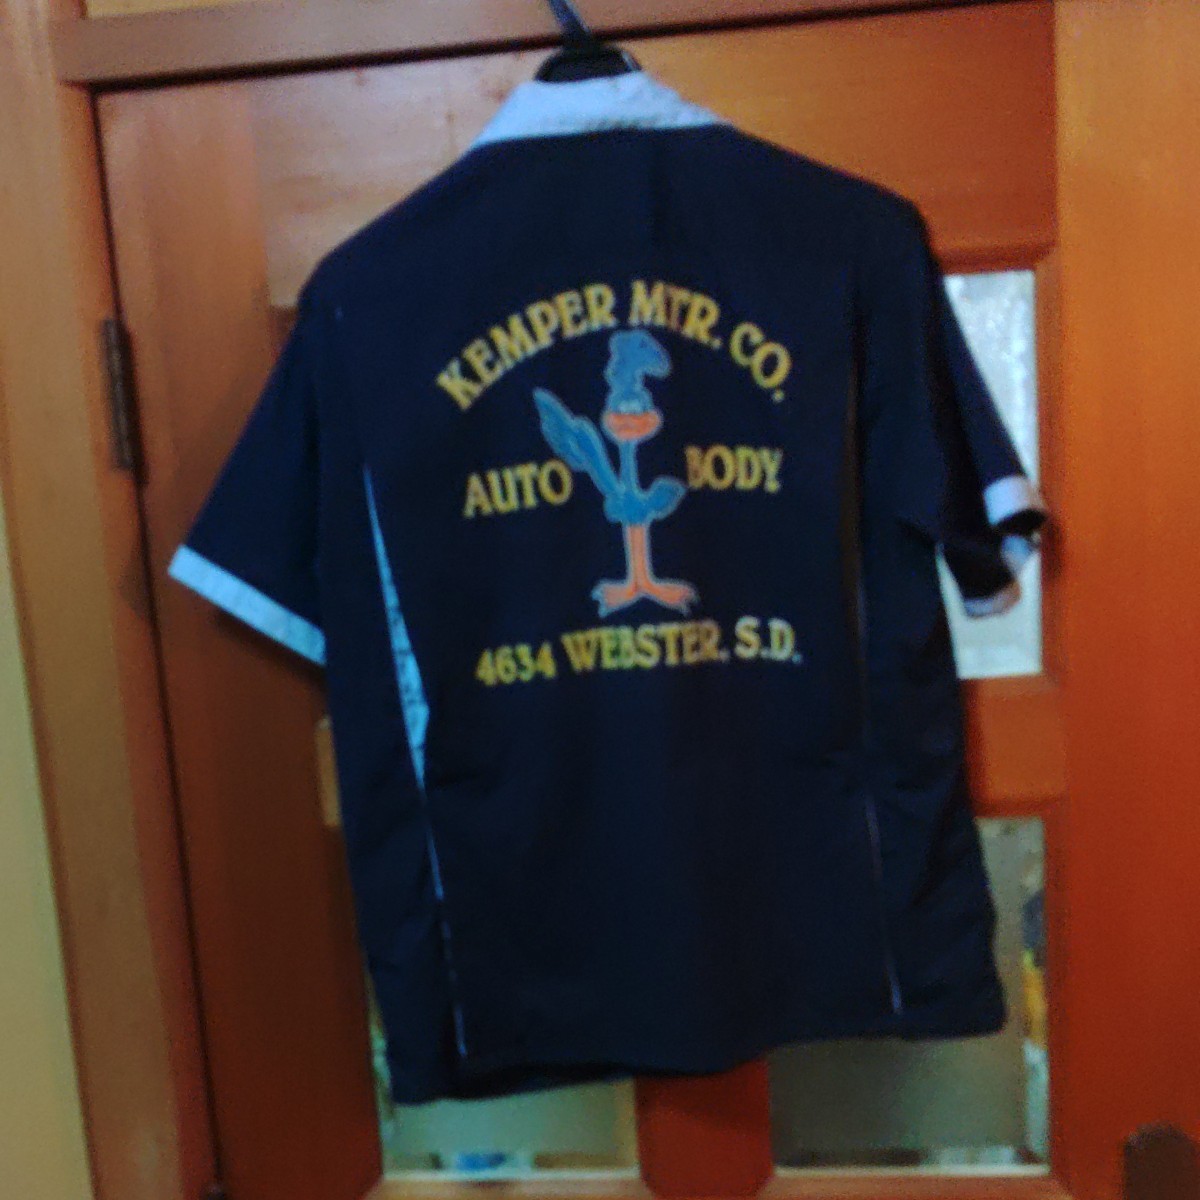 KEMPER MTR. CO.
AUTO BODY
4634 WEBSTER, S.D.